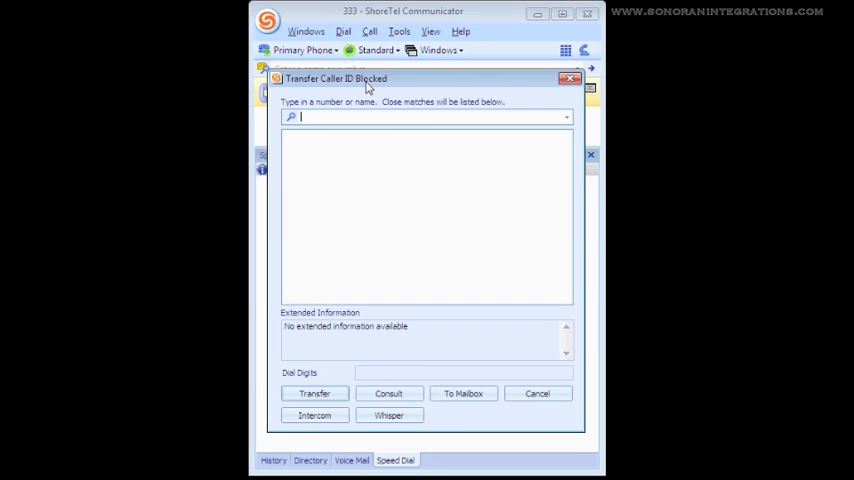 WWW.SONORANINTEGRATIONS.COM
333 - ShoreTel Communicator
Windows Dial Call Tools View Help
Primary Phone Standard Windows
Transfer Caller ID Blocked
Type in a number or name. Close matches will be listed below.
Extended Information
No extended information available
Dial Digits
Transfer Consult To Mailbox Cancel
Intercom Whisper
History Directory Voice Mail Speed Dial